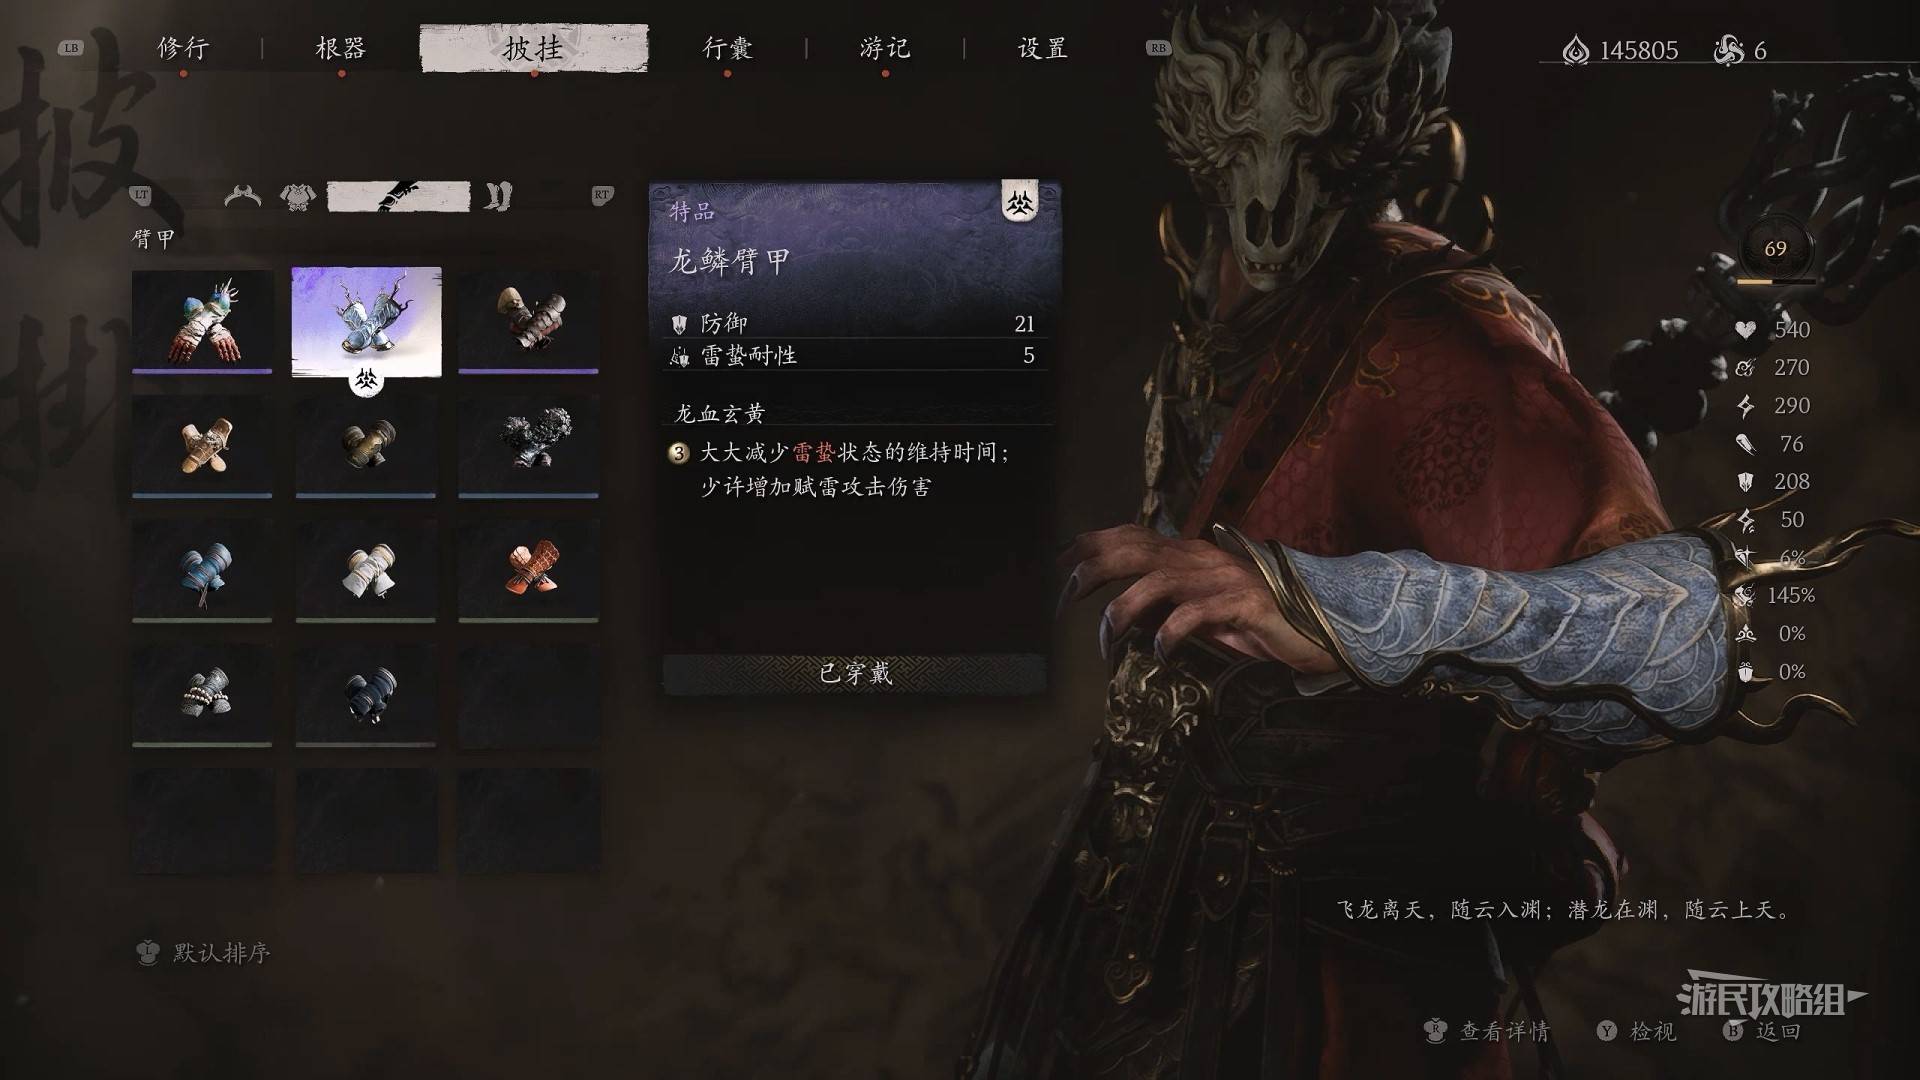 LB 修行 根器 披挂 行囊 游记 设置 RB 145805 6
披挂
LT RT
臂甲
特品
龙鳞臂甲
防御 21
雷蛰耐性 5
龙血玄黄
3 大大减少雷蛰状态的维持时间；
少许增加赋雷攻击伤害
已穿戴
69
540
270
290
76
208
50
6%
145%
0%
0%
飞龙离天，随云入渊；潜龙在渊，随云上天。
L 默认排序
游民攻略组
R 查看详情 Y 检视 B 返回